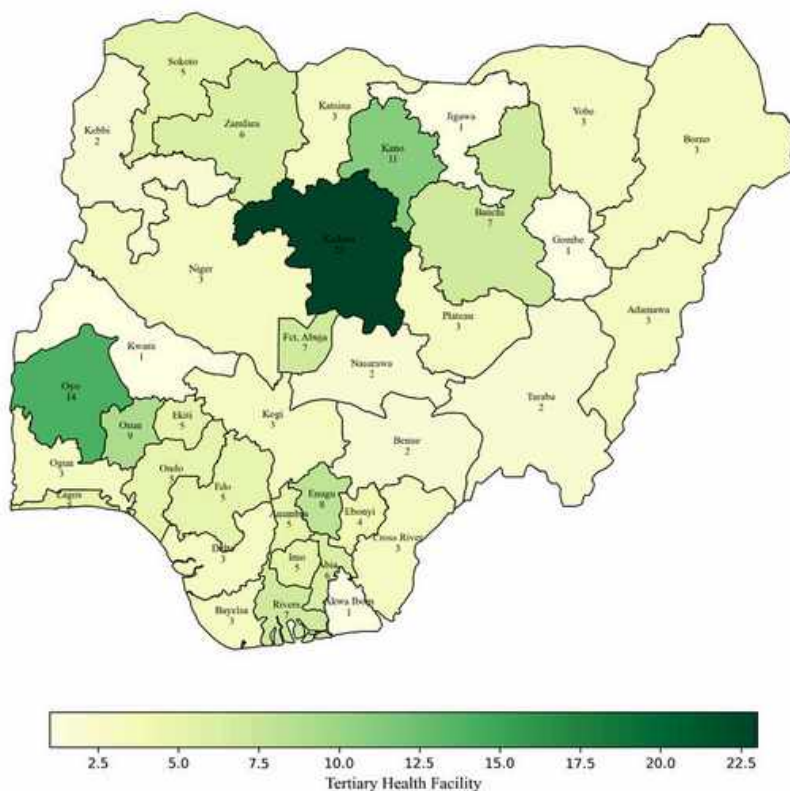 Sokoto
5
Zamfara
6
Kebbi
2
Katsina
3
Kano
11
Jigawa
1
Yobe
3
Borno
3
Bauchi
7
Gombe
1
Kaduna
Niger
3
Adamawa
3
Plateau
3
Fct, Abuja
7
Kwara
1
Nasarawa
2
Taraba
2
Oyo
14
Osun
9
Ekiti
5
Kogi
3
Benue
2
Ogun
3
Lagos
Ondo
Edo
5
Enugu
8
Anambra
5
Ebonyi
4
Cross River
3
Delta
3
Imo
5
Abia
6
Akwa Ibom
1
Rivers
7
Bayelsa
3
2.5 5.0 7.5 10.0 12.5 15.0 17.5 20.0 22.5
Tertiary Health Facility